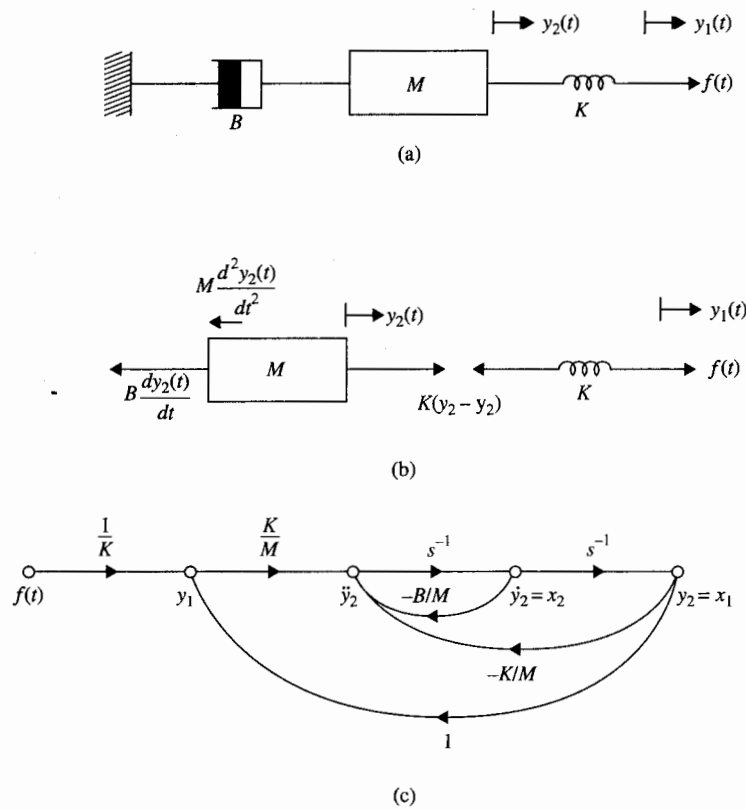 y₂(t)
y₁(t)
M
f(t)
B
K
(a)
M d²y₂(t)/dt²
y₂(t)
y₁(t)
M
f(t)
B dy₂(t)/dt
K(y₂ – y₂)
K
(b)
1/K
K/M
s⁻¹
s⁻¹
–B/M
f(t)
y₁
ÿ₂
ẏ₂ = x₂
y₂ = x₁
–K/M
1
(c)